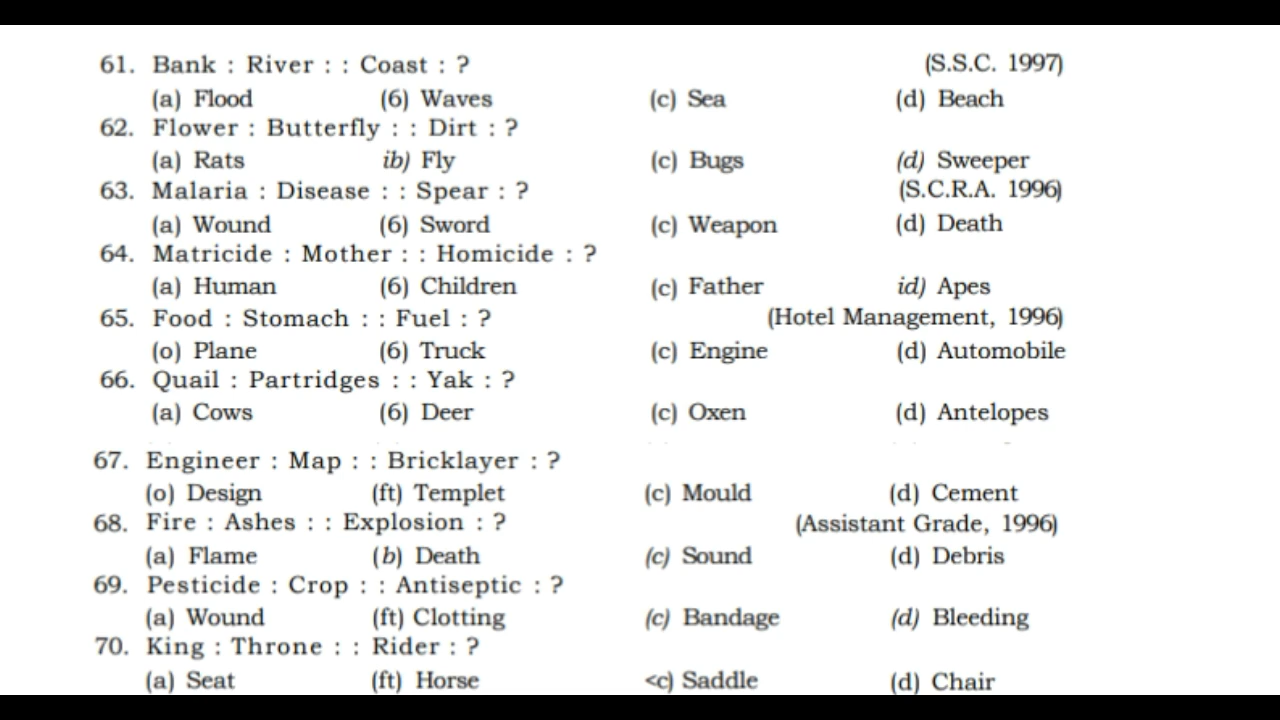 61. Bank : River : : Coast : ? (S.S.C. 1997)
(a) Flood (6) Waves (c) Sea (d) Beach
62. Flower : Butterfly : : Dirt : ?
(a) Rats ib) Fly (c) Bugs (d) Sweeper
63. Malaria : Disease : : Spear : ? (S.C.R.A. 1996)
(a) Wound (6) Sword (c) Weapon (d) Death
64. Matricide : Mother : : Homicide : ?
(a) Human (6) Children (c) Father id) Apes
65. Food : Stomach : : Fuel : ? (Hotel Management, 1996)
(o) Plane (6) Truck (c) Engine (d) Automobile
66. Quail : Partridges : : Yak : ?
(a) Cows (6) Deer (c) Oxen (d) Antelopes
67. Engineer : Map : : Bricklayer : ?
(o) Design (ft) Templet (c) Mould (d) Cement
68. Fire : Ashes : : Explosion : ? (Assistant Grade, 1996)
(a) Flame (b) Death (c) Sound (d) Debris
69. Pesticide : Crop : : Antiseptic : ?
(a) Wound (ft) Clotting (c) Bandage (d) Bleeding
70. King : Throne : : Rider : ?
(a) Seat (ft) Horse <c) Saddle (d) Chair